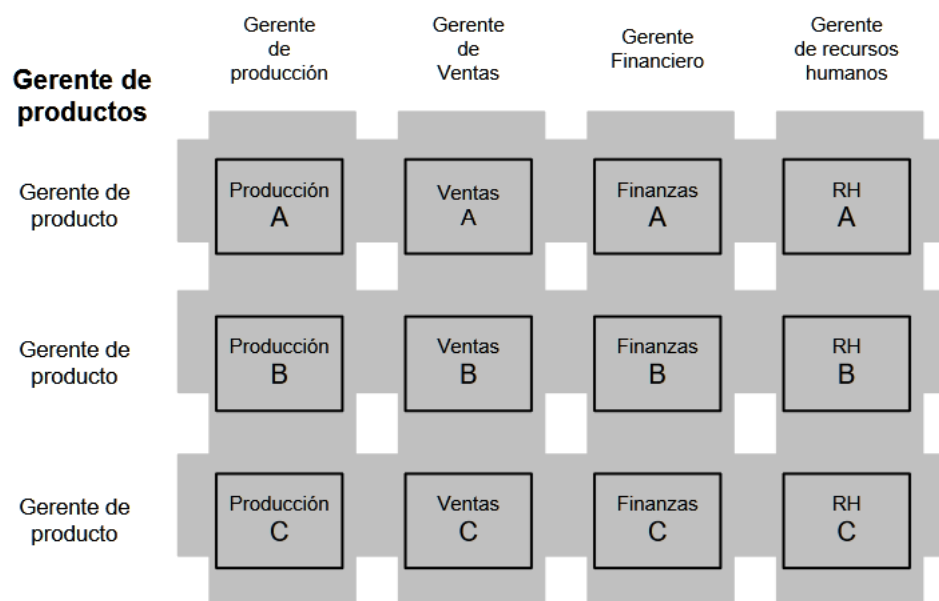 Gerente
de
producción
Gerente
de
Ventas
Gerente
Financiero
Gerente
de recursos
humanos
Gerente de
productos
Gerente de
producto
Producción
A
Ventas
A
Finanzas
A
RH
A
Gerente de
producto
Producción
B
Ventas
B
Finanzas
B
RH
B
Gerente de
producto
Producción
C
Ventas
C
Finanzas
C
RH
C